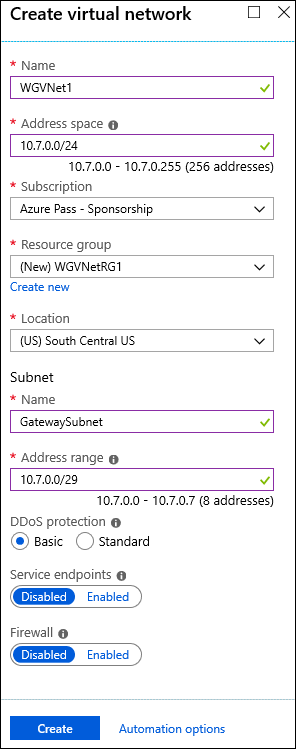 Create virtual network
* Name
WGVNet1
* Address space
10.7.0.0/24
10.7.0.0 - 10.7.0.255 (256 addresses)
* Subscription
Azure Pass - Sponsorship
* Resource group
(New) WGVNetRG1
Create new
* Location
(US) South Central US
Subnet
* Name
GatewaySubnet
* Address range
10.7.0.0/29
10.7.0.0 - 10.7.0.7 (8 addresses)
DDoS protection
Basic Standard
Service endpoints
Disabled Enabled
Firewall
Disabled Enabled
Create Automation options